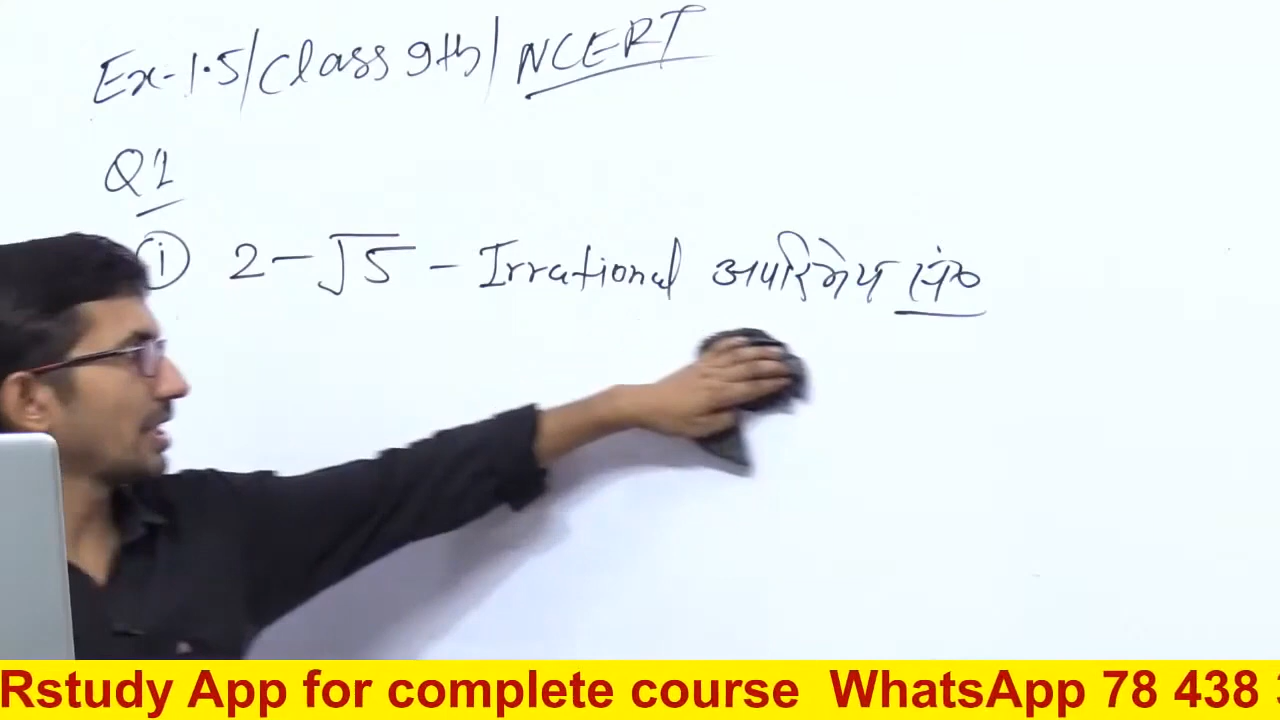 Ex-1.5/Class 9th/NCERT
Q1
(i) 2-√5 - Irrational अपरिमेय सं०
Rstudy App for complete course WhatsApp 78 438